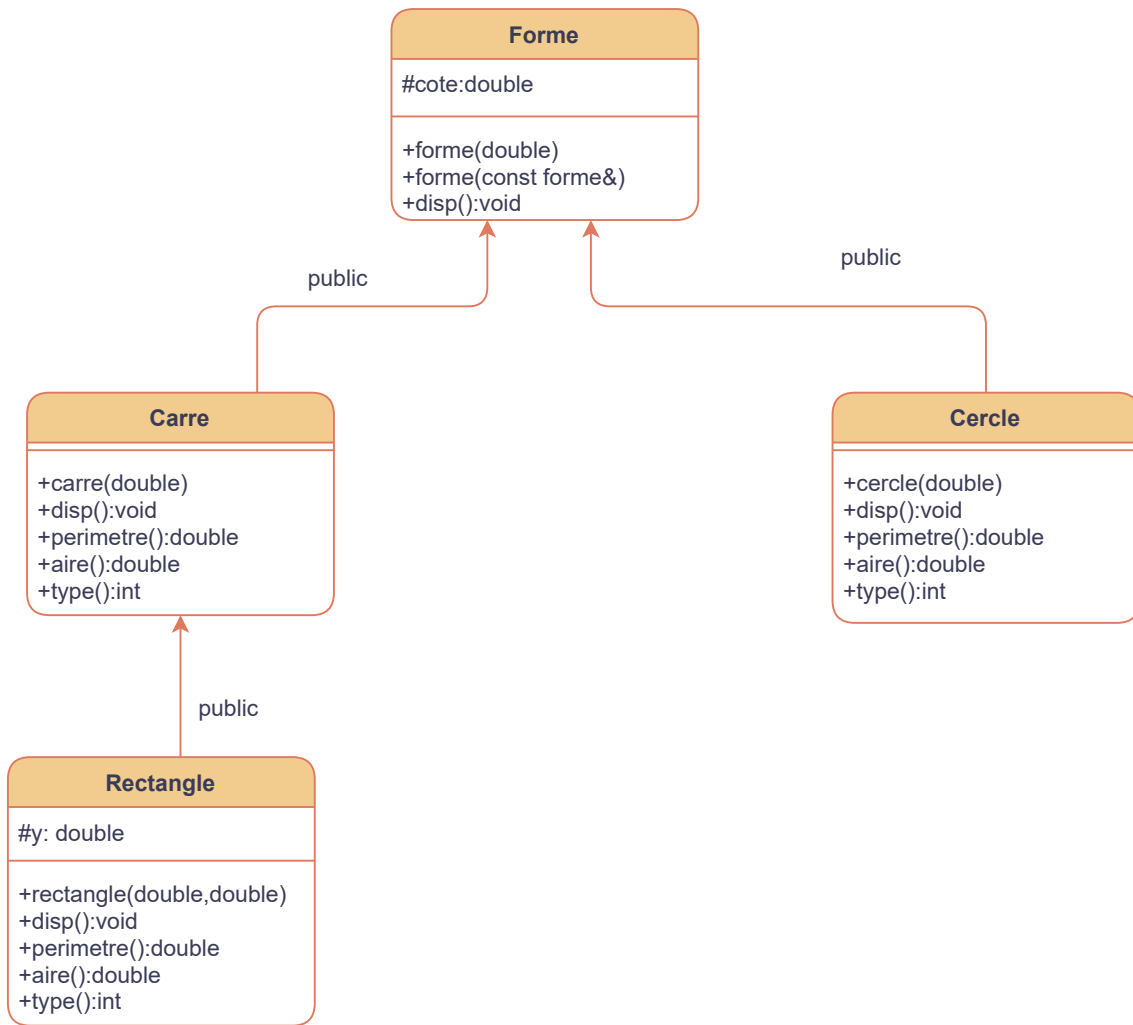 Forme
#cote:double
+forme(double)
+forme(const forme&)
+disp():void
public
public
Carre
+carre(double)
+disp():void
+perimetre():double
+aire():double
+type():int
Cercle
+cercle(double)
+disp():void
+perimetre():double
+aire():double
+type():int
public
Rectangle
#y: double
+rectangle(double,double)
+disp():void
+perimetre():double
+aire():double
+type():int